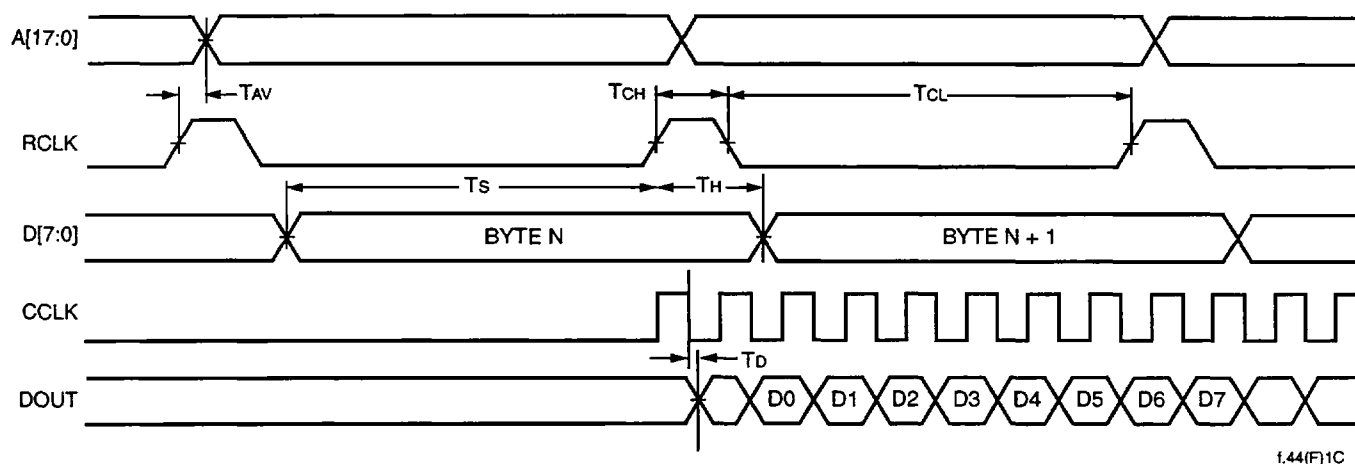 A[17:0]
TAV
TCH
TCL
RCLK
TS
TH
D[7:0]
BYTE N
BYTE N + 1
CCLK
TD
DOUT
D0
D1
D2
D3
D4
D5
D6
D7
f.44(F)1C